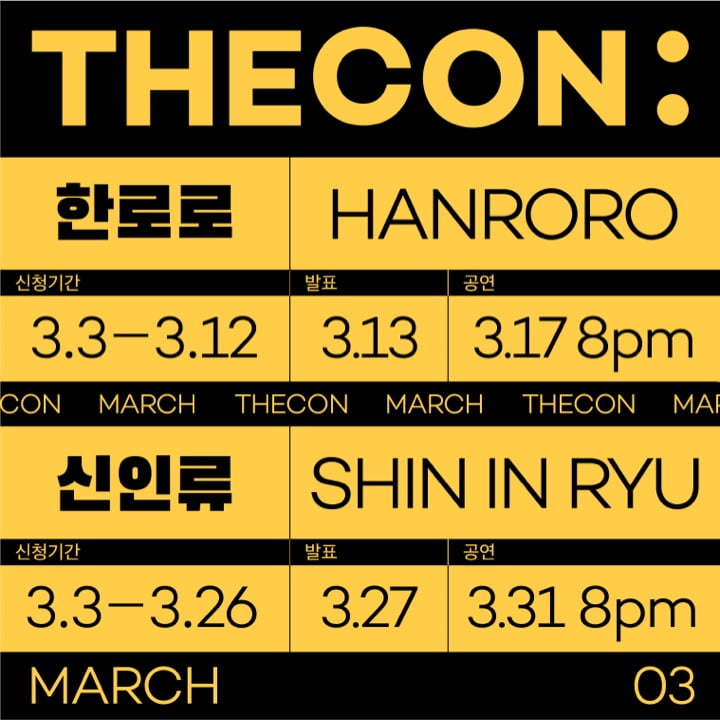 THECON:
한로로 HANRORO
신청기간 발표 공연
3.3—3.12 3.13 3.17 8pm
CON MARCH THECON MARCH THECON MAR
신인류 SHIN IN RYU
신청기간 발표 공연
3.3—3.26 3.27 3.31 8pm
MARCH 03